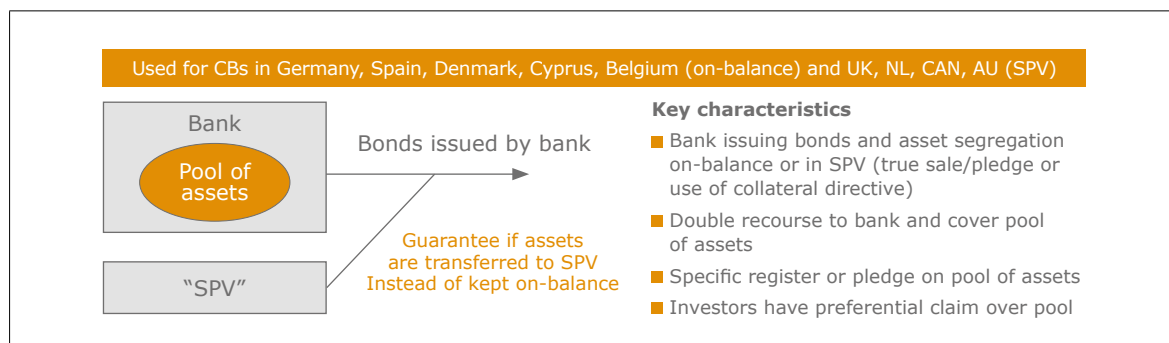 Used for CBs in Germany, Spain, Denmark, Cyprus, Belgium (on-balance) and UK, NL, CAN, AU (SPV)
Bank
Pool of
assets
"SPV"
Bonds issued by bank
Guarantee if assets
are transferred to SPV
Instead of kept on-balance
Key characteristics
Bank issuing bonds and asset segregation
on-balance or in SPV (true sale/pledge or
use of collateral directive)
Double recourse to bank and cover pool
of assets
Specific register or pledge on pool of assets
Investors have preferential claim over pool